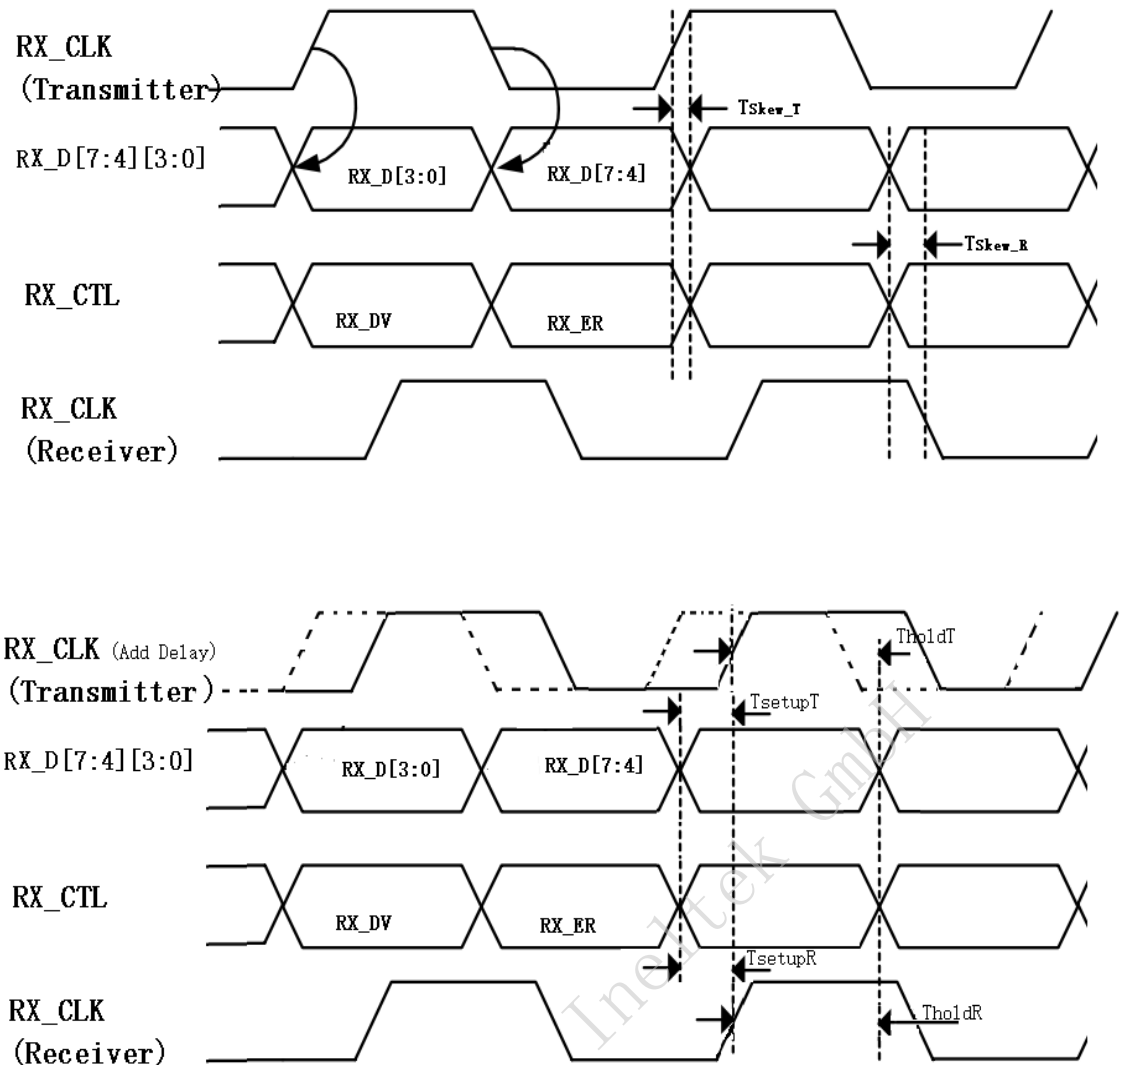 RX_CLK
(Transmitter)
TSkew_T
RX_D[7:4][3:0]
RX_D[3:0]
RX_D[7:4]
TSkew_R
RX_CTL
RX_DV
RX_ER
RX_CLK
(Receiver)
RX_CLK (Add Delay)
(Transmitter)
TholdT
TsetupT
RX_D[7:4][3:0]
RX_D[3:0]
RX_D[7:4]
RX_CTL
RX_DV
RX_ER
TsetupR
RX_CLK
(Receiver)
TholdR
Ineltek GmbH